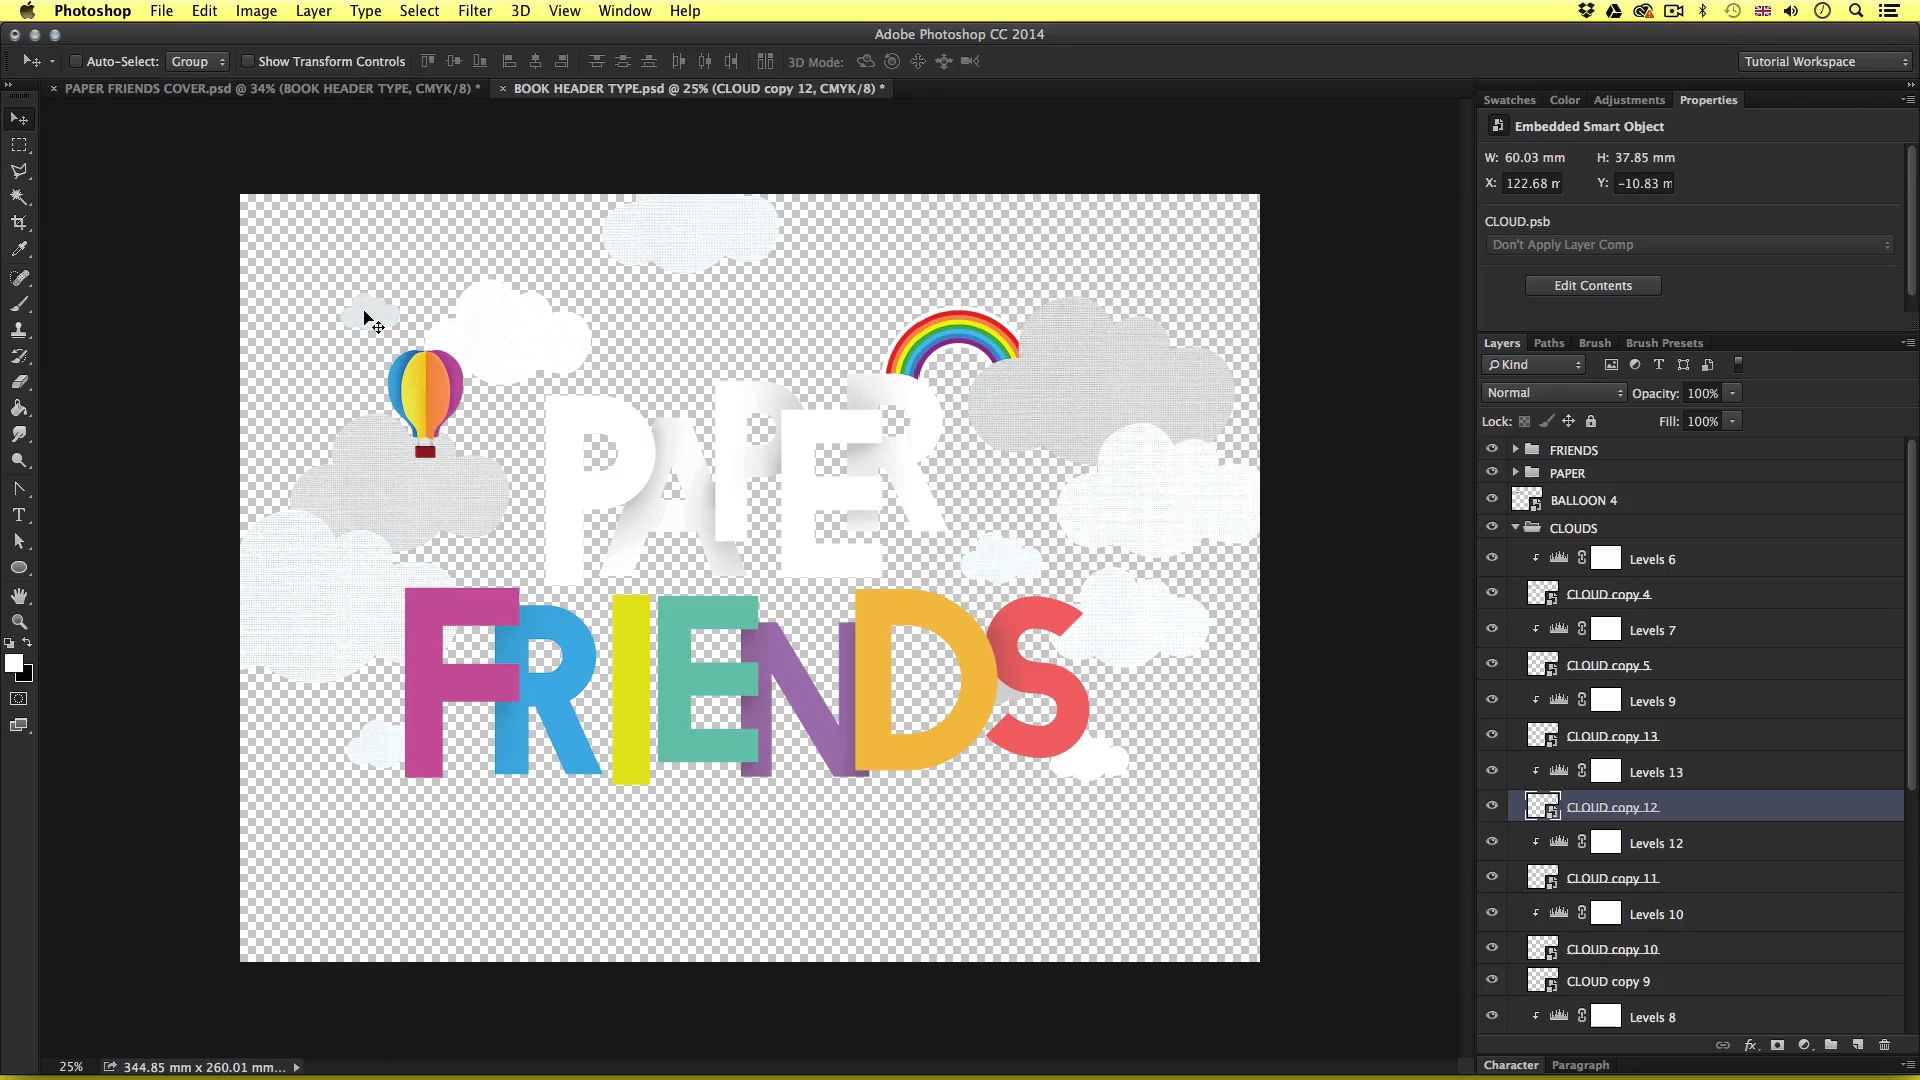 Photoshop File Edit Image Layer Type Select Filter 3D View Window Help
Adobe Photoshop CC 2014
Auto-Select: Group Show Transform Controls 3D Mode: Tutorial Workspace
× PAPER FRIENDS COVER.psd @ 34% (BOOK HEADER TYPE, CMYK/8) * × BOOK HEADER TYPE.psd @ 25% (CLOUD copy 12, CMYK/8) *
Swatches Color Adjustments Properties
Embedded Smart Object
W: 60.03 mm H: 37.85 mm
X: 122.68 m Y: -10.83 m
CLOUD.psb
Don't Apply Layer Comp
Edit Contents
Layers Paths Brush Brush Presets
Kind
Normal Opacity: 100%
Lock: Fill: 100%
FRIENDS
PAPER
BALLOON 4
CLOUDS
Levels 6
CLOUD copy 4
Levels 7
CLOUD copy 5
Levels 9
CLOUD copy 13
Levels 13
CLOUD copy 12
Levels 12
CLOUD copy 11
Levels 10
CLOUD copy 10
CLOUD copy 9
Levels 8
Character Paragraph
PAPER
FRIENDS
25% 344.85 mm x 260.01 mm...